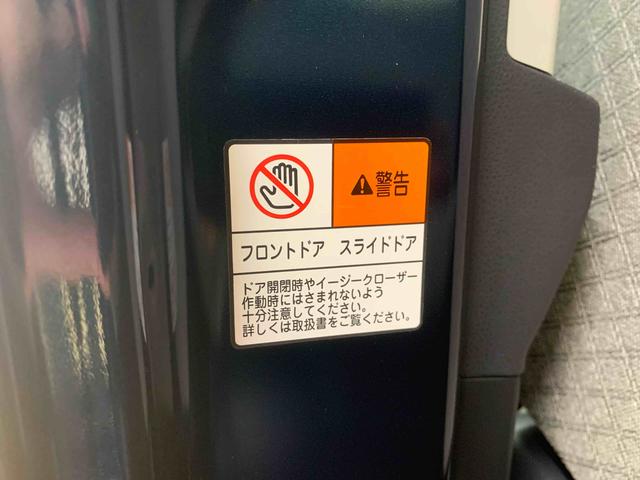 警告
フロントドア スライドドア
ドア開閉時やイージークローザー
作動時にはさまれないよう
十分注意してください。
詳しくは取扱書をご覧ください。